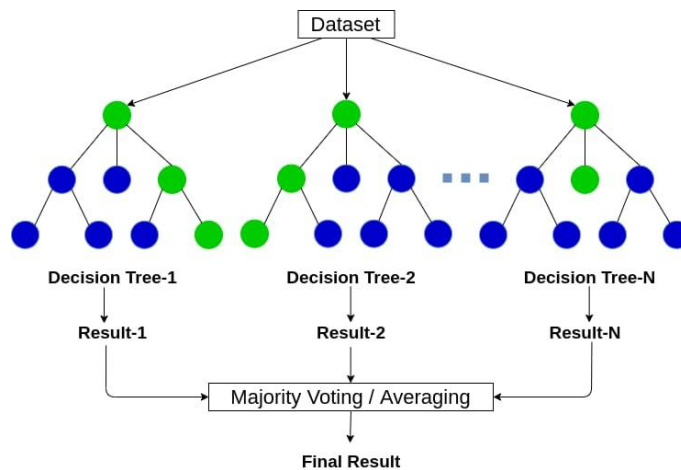 Dataset
Decision Tree-1
Decision Tree-2
Decision Tree-N
Result-1
Result-2
Result-N
Majority Voting / Averaging
Final Result